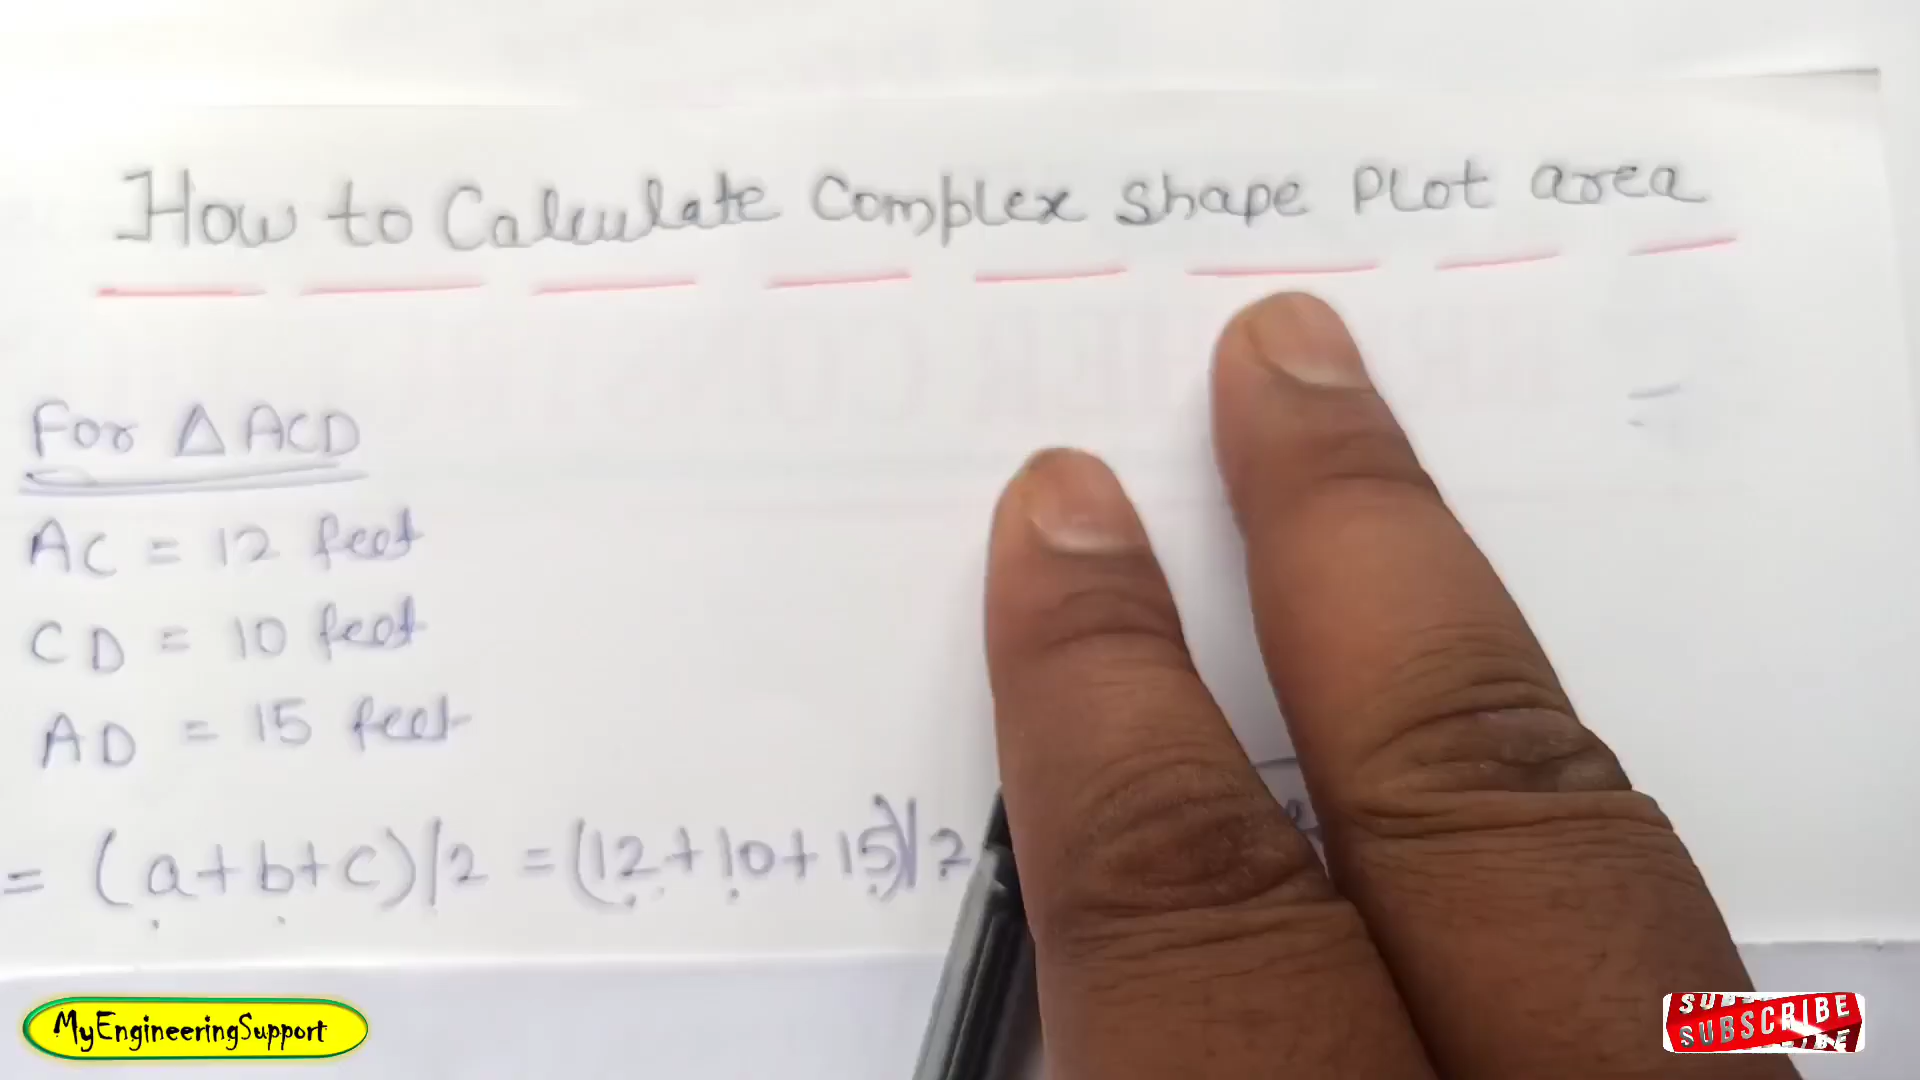 How to Calculate Complex Shape Plot area
For △ ACD
AC = 12 feet
CD = 10 feet
AD = 15 feet
= (a+b+c)/2 = (12+10+15)/2
MyEngineeringSupport
SUBSCRIBE